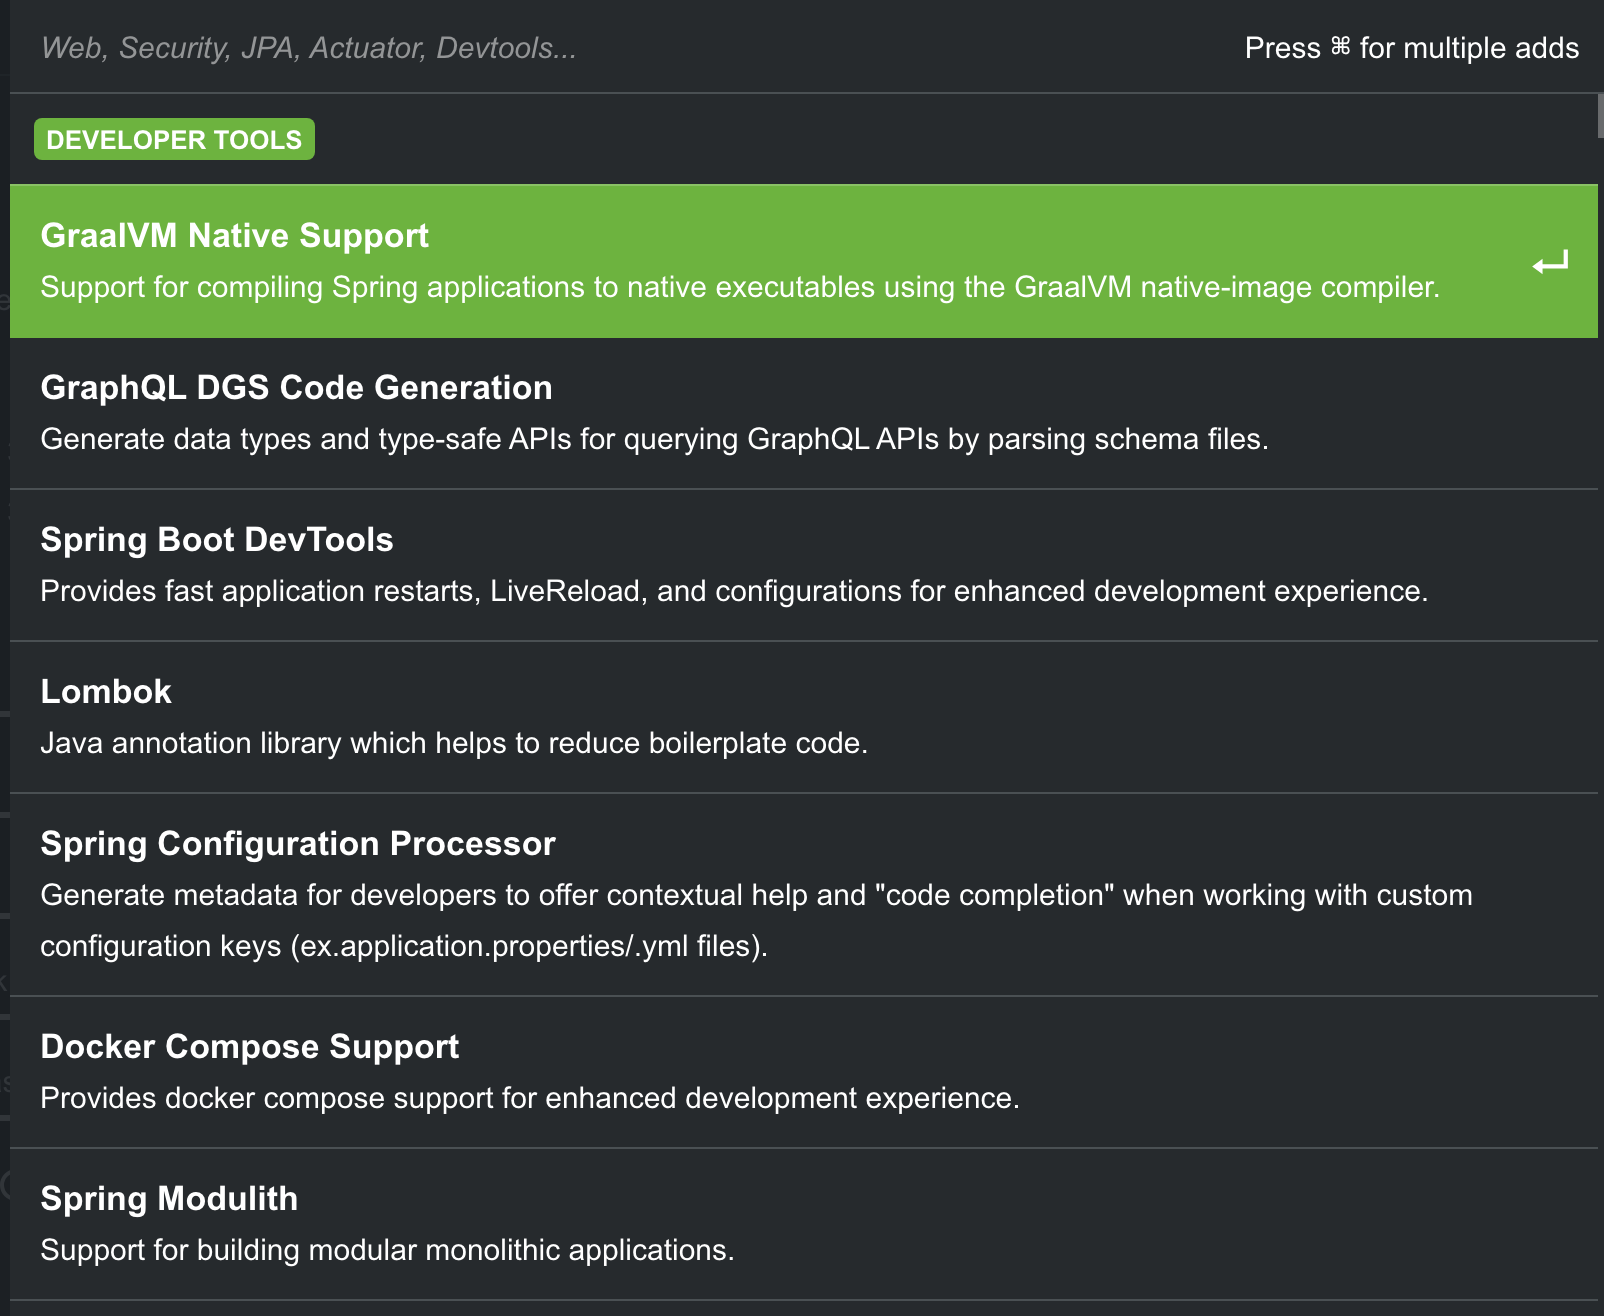 Web, Security, JPA, Actuator, Devtools...
Press ⌘ for multiple adds
DEVELOPER TOOLS
GraalVM Native Support
Support for compiling Spring applications to native executables using the GraalVM native-image compiler.
GraphQL DGS Code Generation
Generate data types and type-safe APIs for querying GraphQL APIs by parsing schema files.
Spring Boot DevTools
Provides fast application restarts, LiveReload, and configurations for enhanced development experience.
Lombok
Java annotation library which helps to reduce boilerplate code.
Spring Configuration Processor
Generate metadata for developers to offer contextual help and "code completion" when working with custom
configuration keys (ex.application.properties/.yml files).
Docker Compose Support
Provides docker compose support for enhanced development experience.
Spring Modulith
Support for building modular monolithic applications.